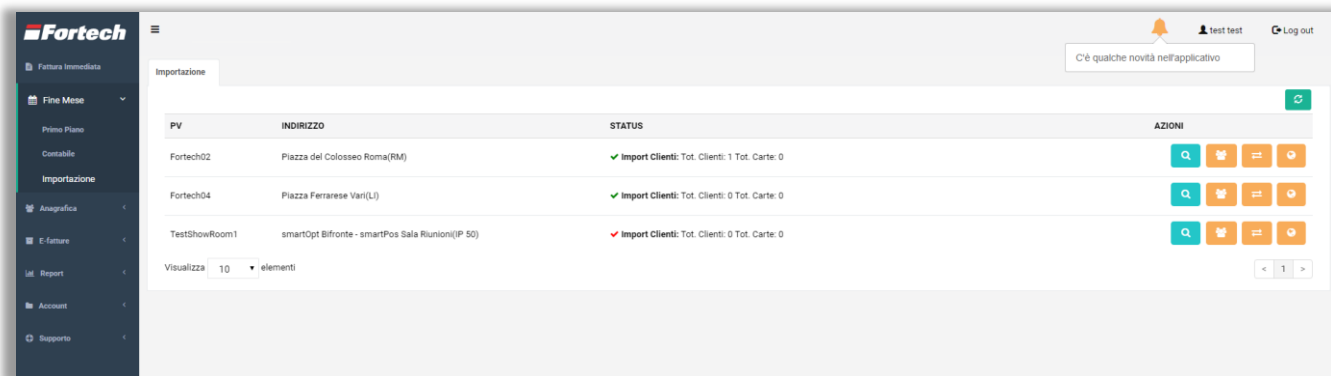 Fortech
test test
Log out
C'è qualche novità nell'applicativo
Fattura Immediata
Importazione
Fine Mese
Primo Piano
Contabile
Importazione
Anagrafica
E-fatture
Report
Account
Supporto
PV INDIRIZZO STATUS AZIONI
Fortech02 Piazza del Colosseo Roma(RM) Import Clienti: Tot. Clienti: 1 Tot. Carte: 0
Fortech04 Piazza Ferrarese Vari(LI) Import Clienti: Tot. Clienti: 0 Tot. Carte: 0
TestShowRoom1 smartOpt Bifronte - smartPos Sala Riunioni(IP 50) Import Clienti: Tot. Clienti: 0 Tot. Carte: 0
Visualizza 10 elementi
< 1 >